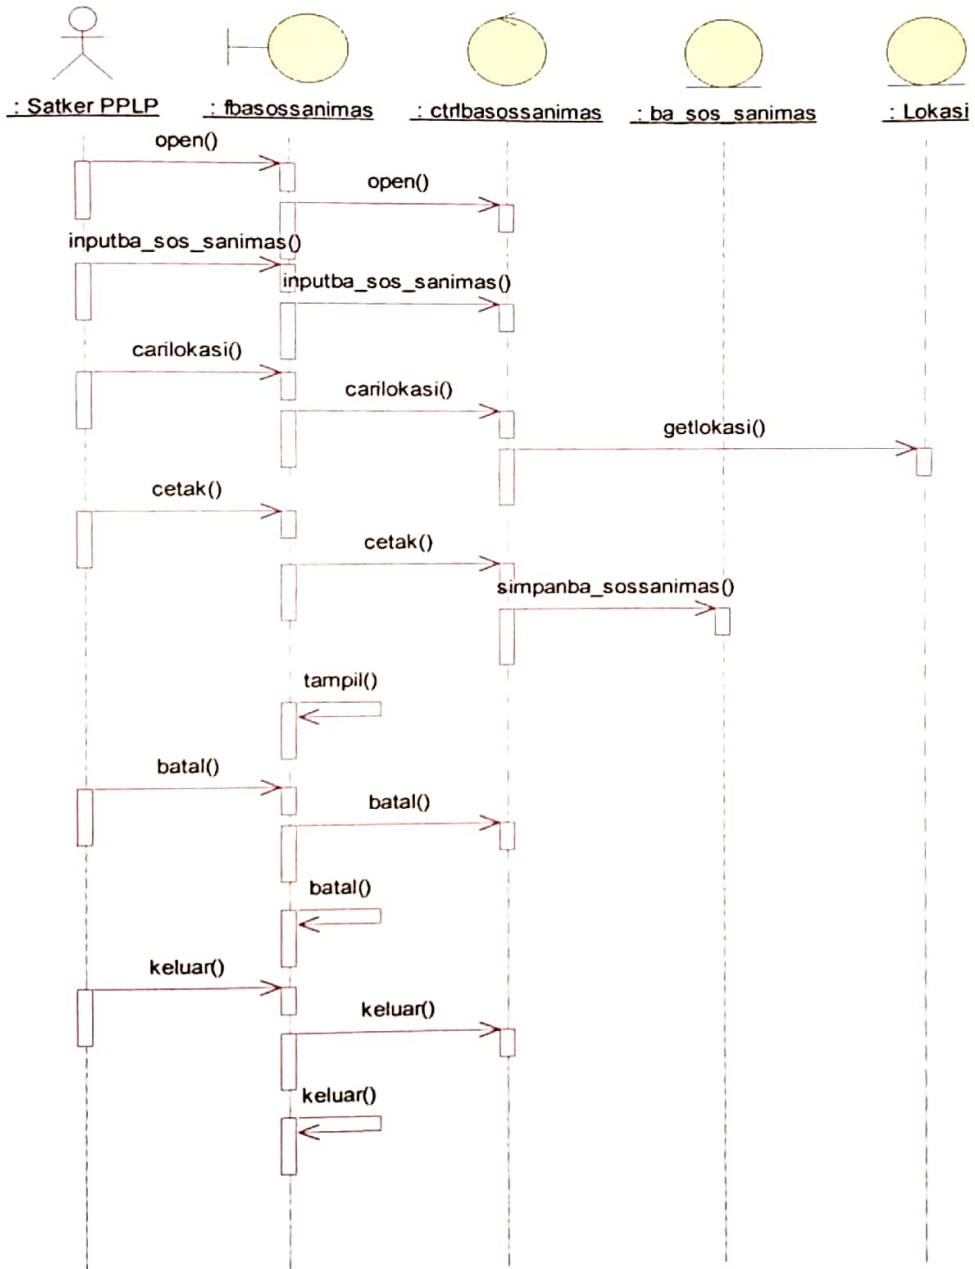 : Satker PPLP
: fbasossanimas
: ctrlbasossanimas
: ba_sos_sanimas
: Lokasi
open()
open()
inputba_sos_sanimas()
inputba_sos_sanimas()
carilokasi()
carilokasi()
getlokasi()
cetak()
cetak()
simpanba_sossanimas()
tampil()
batal()
batal()
batal()
keluar()
keluar()
keluar()